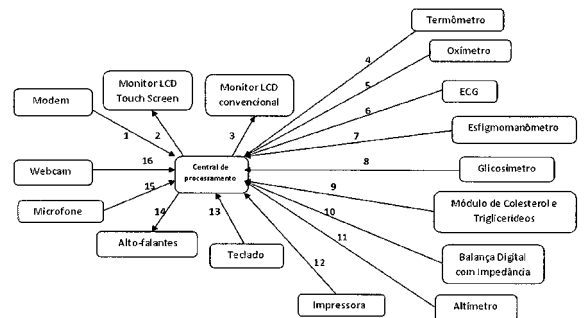 Termômetro
Oxímetro
ECG
Esfigmomanômetro
Glicosímetro
Módulo de Colesterol e
Triglicerídeos
Balança Digital
com Impedância
Altímetro
Impressora
Teclado
Alto-falantes
Microfone
Webcam
Modem
Monitor LCD
Touch Screen
Monitor LCD
convencional
Central de
processamento
1
2
3
4
5
6
7
8
9
10
11
12
13
14
15
16